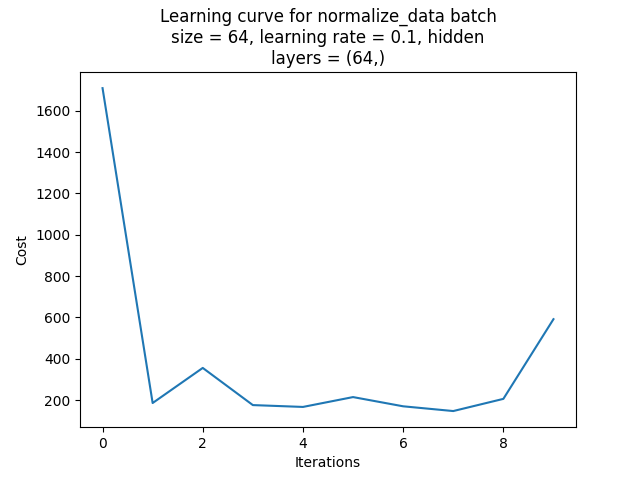 Learning curve for normalize_data batch
size = 64, learning rate = 0.1, hidden
layers = (64,)
1600
1400
1200
1000
800
600
400
200
Cost
0
2
4
6
8
Iterations